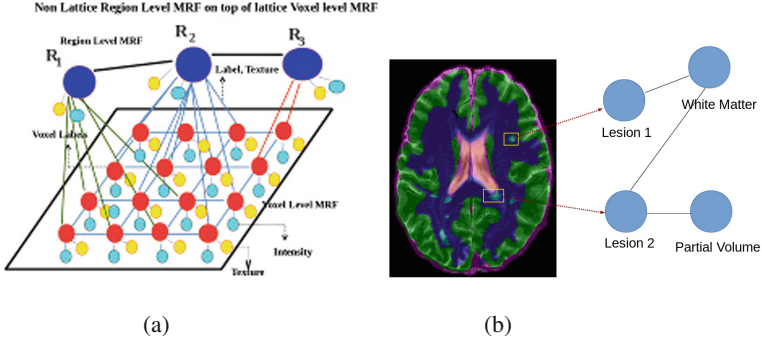 Non Lattice Region Level MRF on top of lattice Voxel level MRF
R1
Region Level MRF
R2
R3
Label, Texture
Voxel Labels
Voxel Level MRF
Intensity
Texture
(a)
Lesion 1
White Matter
Lesion 2
Partial Volume
(b)